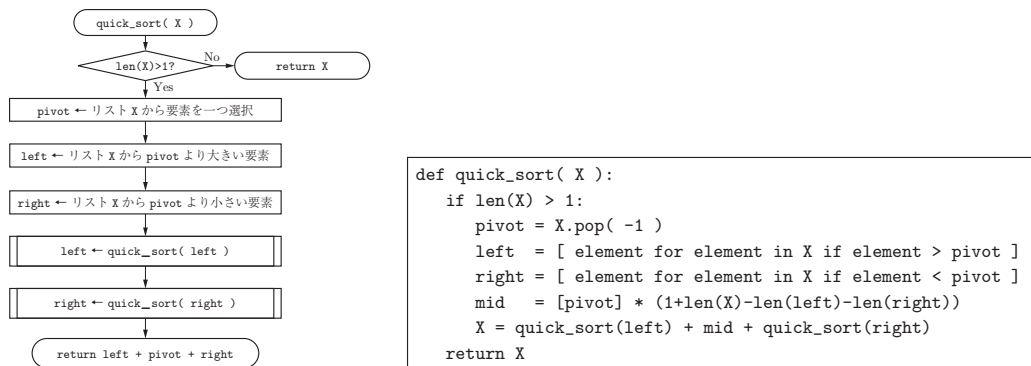 quick_sort( X )
len(X)>1?
No
return X
Yes
pivot ← リスト X から要素を一つ選択
left ← リスト X から pivot より大きい要素
right ← リスト X から pivot より小さい要素
left ← quick_sort( left )
right ← quick_sort( right )
return left + pivot + right
def quick_sort( X ):
   if len(X) > 1:
      pivot = X.pop( -1 )
      left  = [ element for element in X if element > pivot ]
      right = [ element for element in X if element < pivot ]
      mid   = [pivot] * (1+len(X)-len(left)-len(right))
      X = quick_sort(left) + mid + quick_sort(right)
   return X